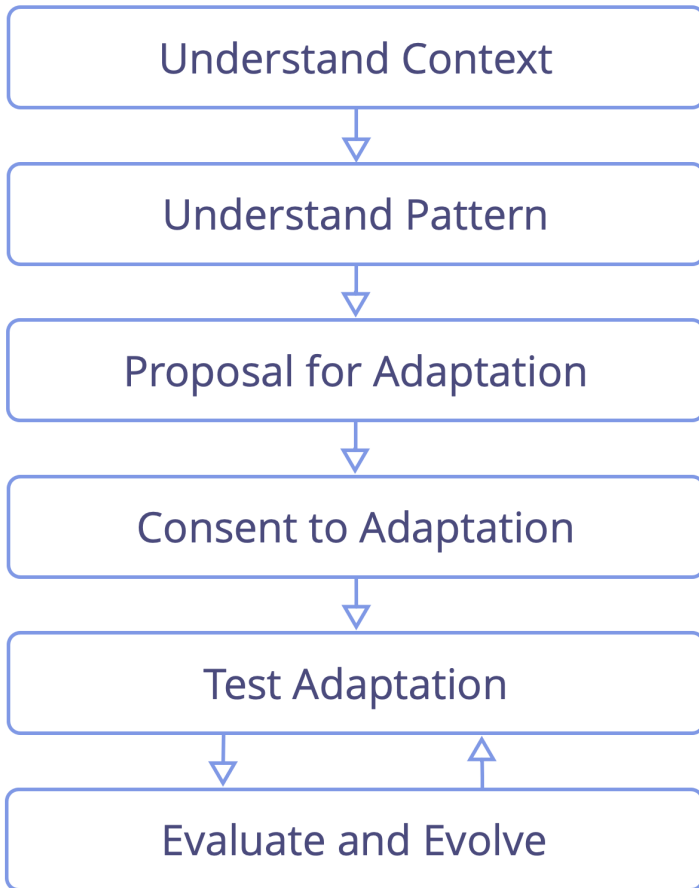 Understand Context
Understand Pattern
Proposal for Adaptation
Consent to Adaptation
Test Adaptation
Evaluate and Evolve